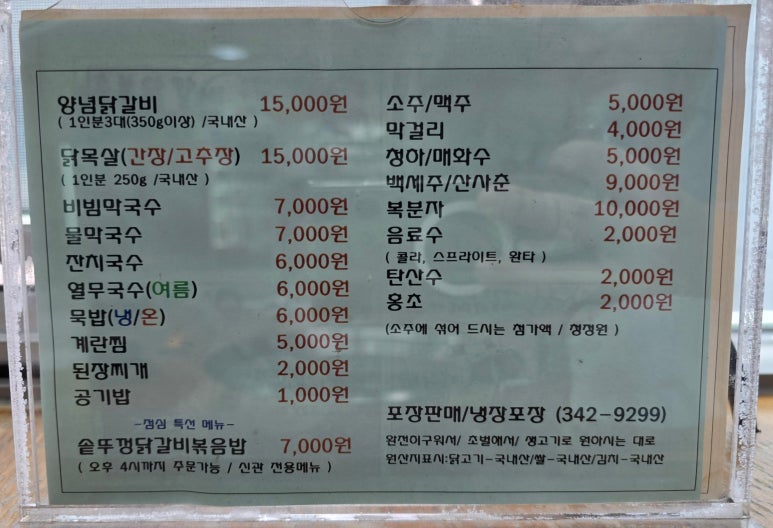 양념닭갈비 15,000원
( 1인분3대(350g이상) /국내산 )
닭목살(간장/고추장) 15,000원
( 1인분 250g /국내산 )
비빔막국수 7,000원
물막국수 7,000원
잔치국수 6,000원
열무국수(여름) 6,000원
묵밥(냉/온) 6,000원
계란찜 5,000원
된장찌개 2,000원
공기밥 1,000원
-점심 특선 메뉴-
솥뚜껑닭갈비볶음밥 7,000원
( 오후 4시까지 주문가능 / 신관 전용메뉴 )
소주/맥주 5,000원
막걸리 4,000원
청하/매화수 5,000원
백세주/산사춘 9,000원
복분자 10,000원
음료수 2,000원
( 콜라, 스프라이트, 환타 )
탄산수 2,000원
홍초 2,000원
(소주에 섞어 드시는 첨가액 / 청정원 )
포장판매/냉장포장 (342-9299)
완전이구워서/ 초벌에서/ 생고기로 원하시는 대로
원산지표시:닭고기-국내산/쌀-국내산/김치-국내산